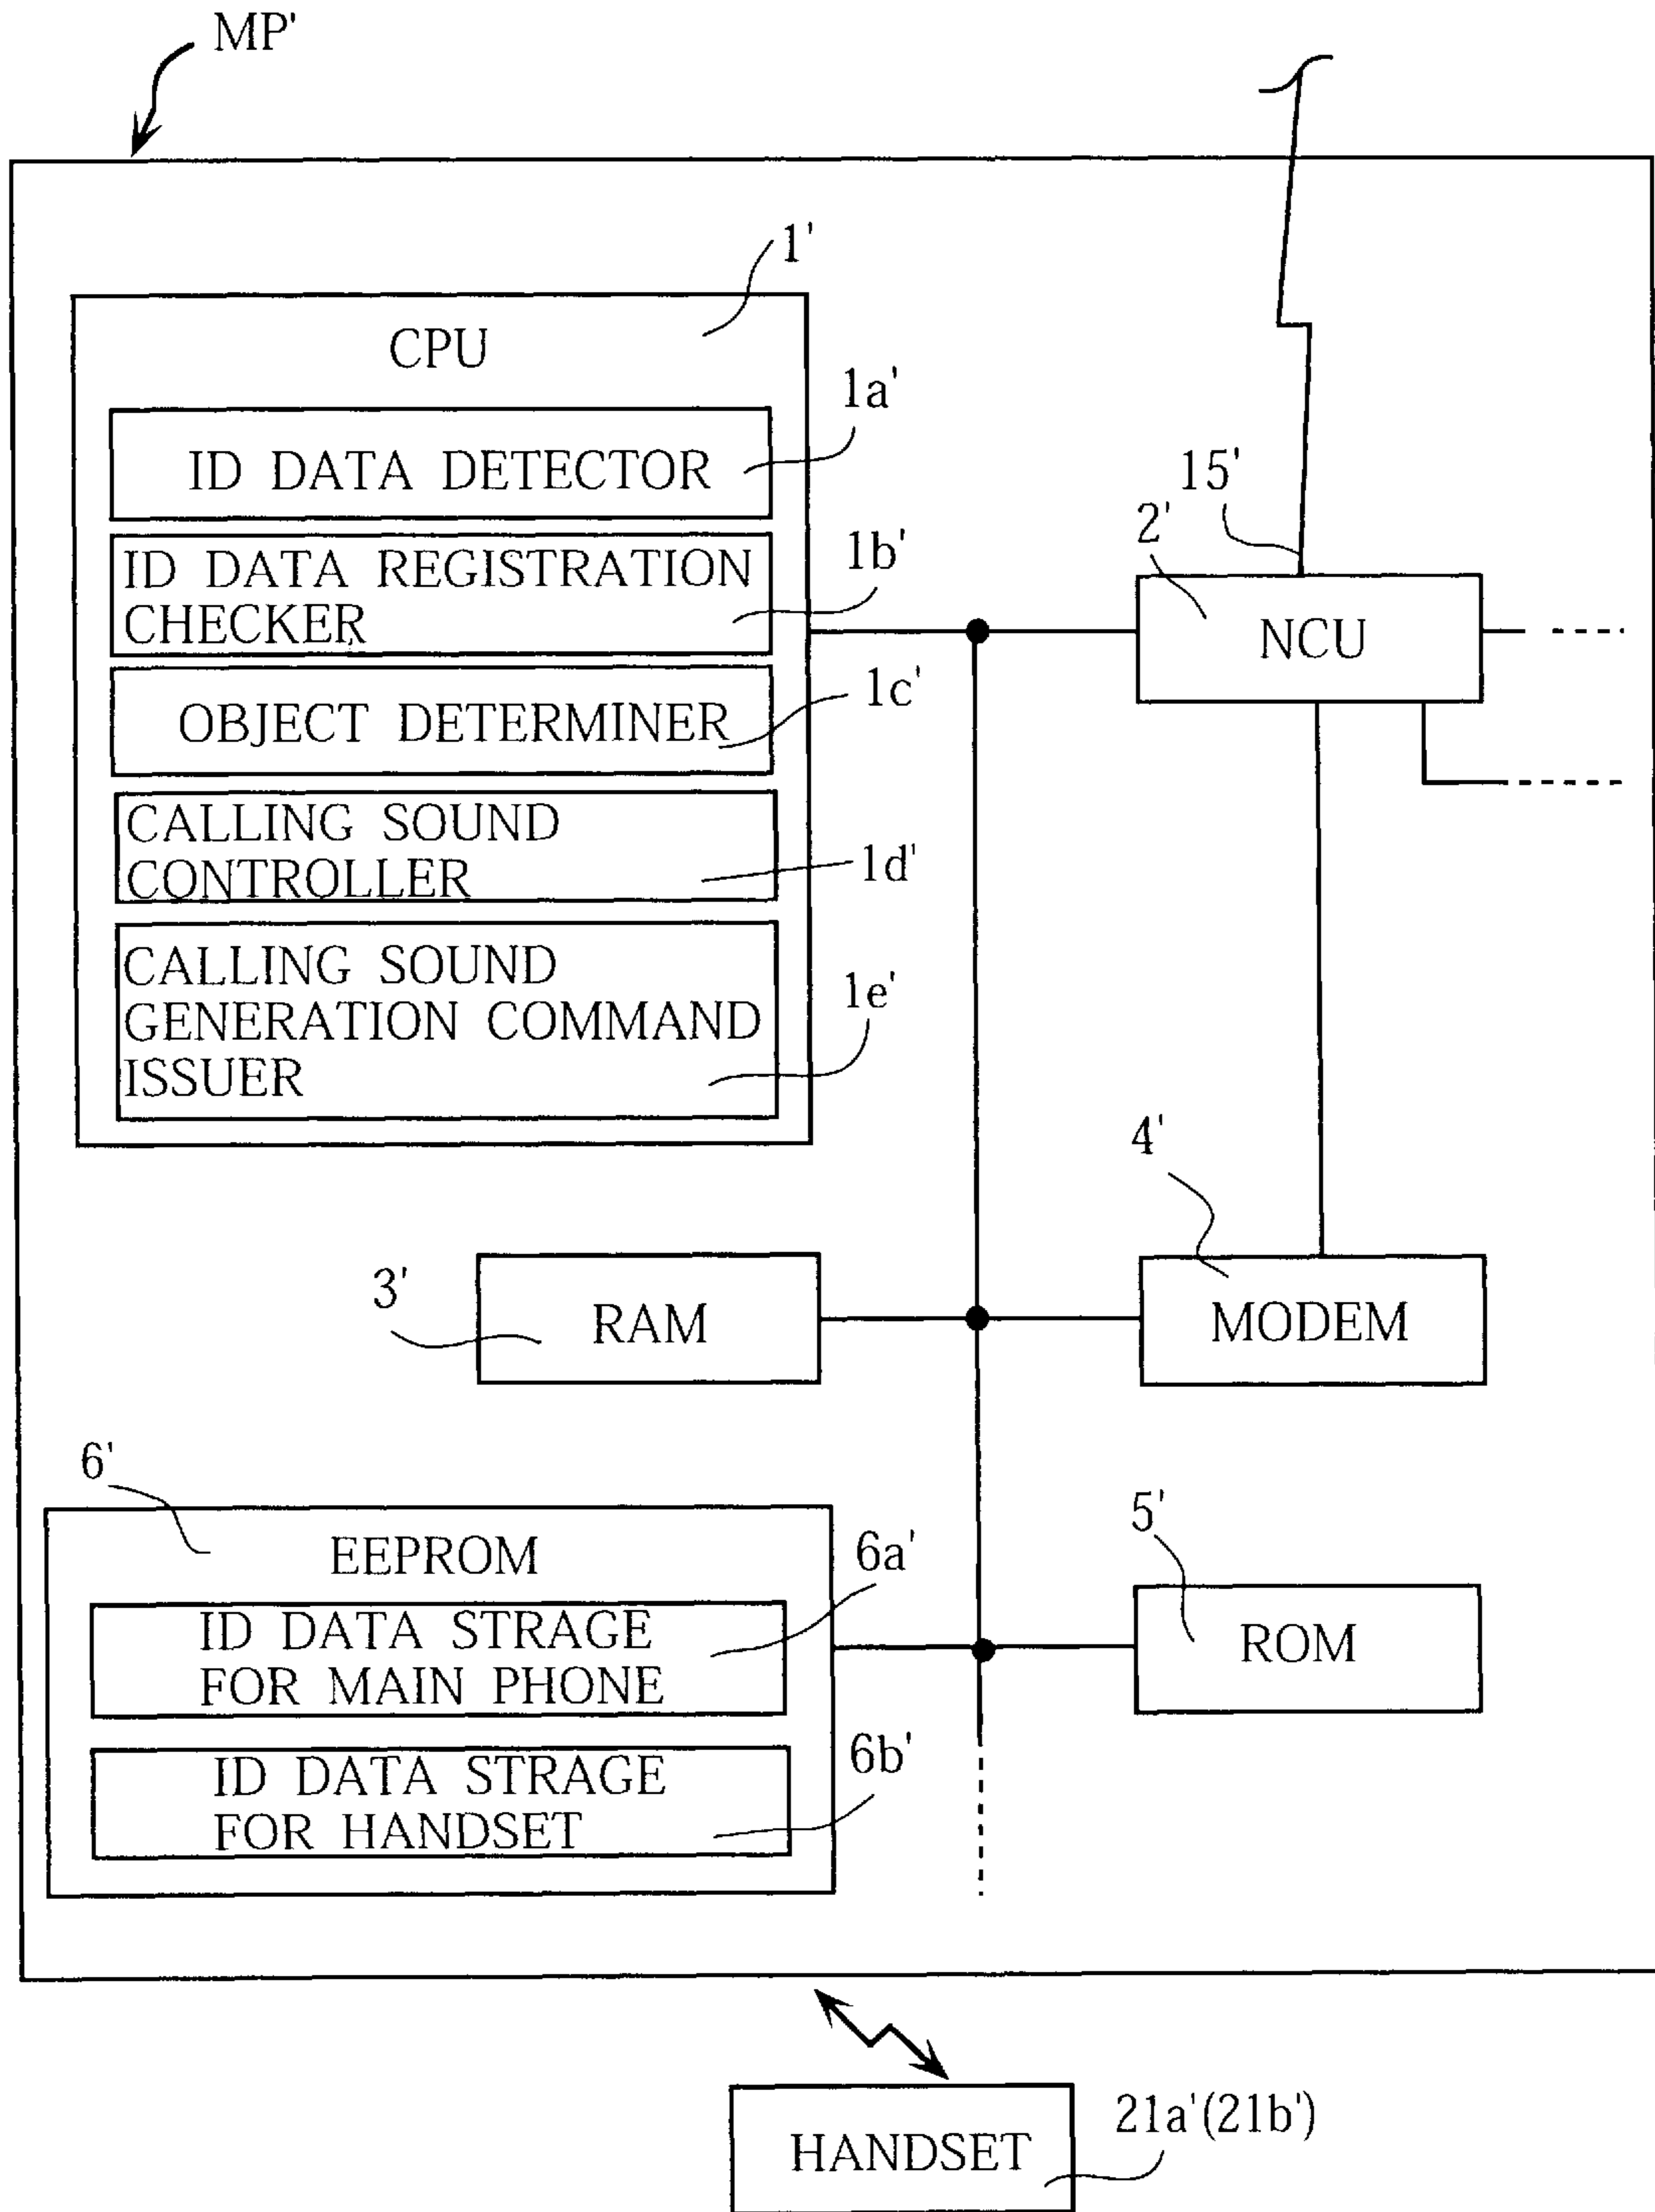 MP'
1'
CPU
1a'
ID DATA DETECTOR
1b'
ID DATA REGISTRATION
CHECKER
1c'
OBJECT DETERMINER
CALLING SOUND
CONTROLLER
1d'
CALLING SOUND
GENERATION COMMAND
ISSUER
1e'
15'
2'
NCU
4'
MODEM
3'
RAM
6'
EEPROM
6a'
ID DATA STRAGE
FOR MAIN PHONE
6b'
ID DATA STRAGE
FOR HANDSET
5'
ROM
21a'(21b')
HANDSET